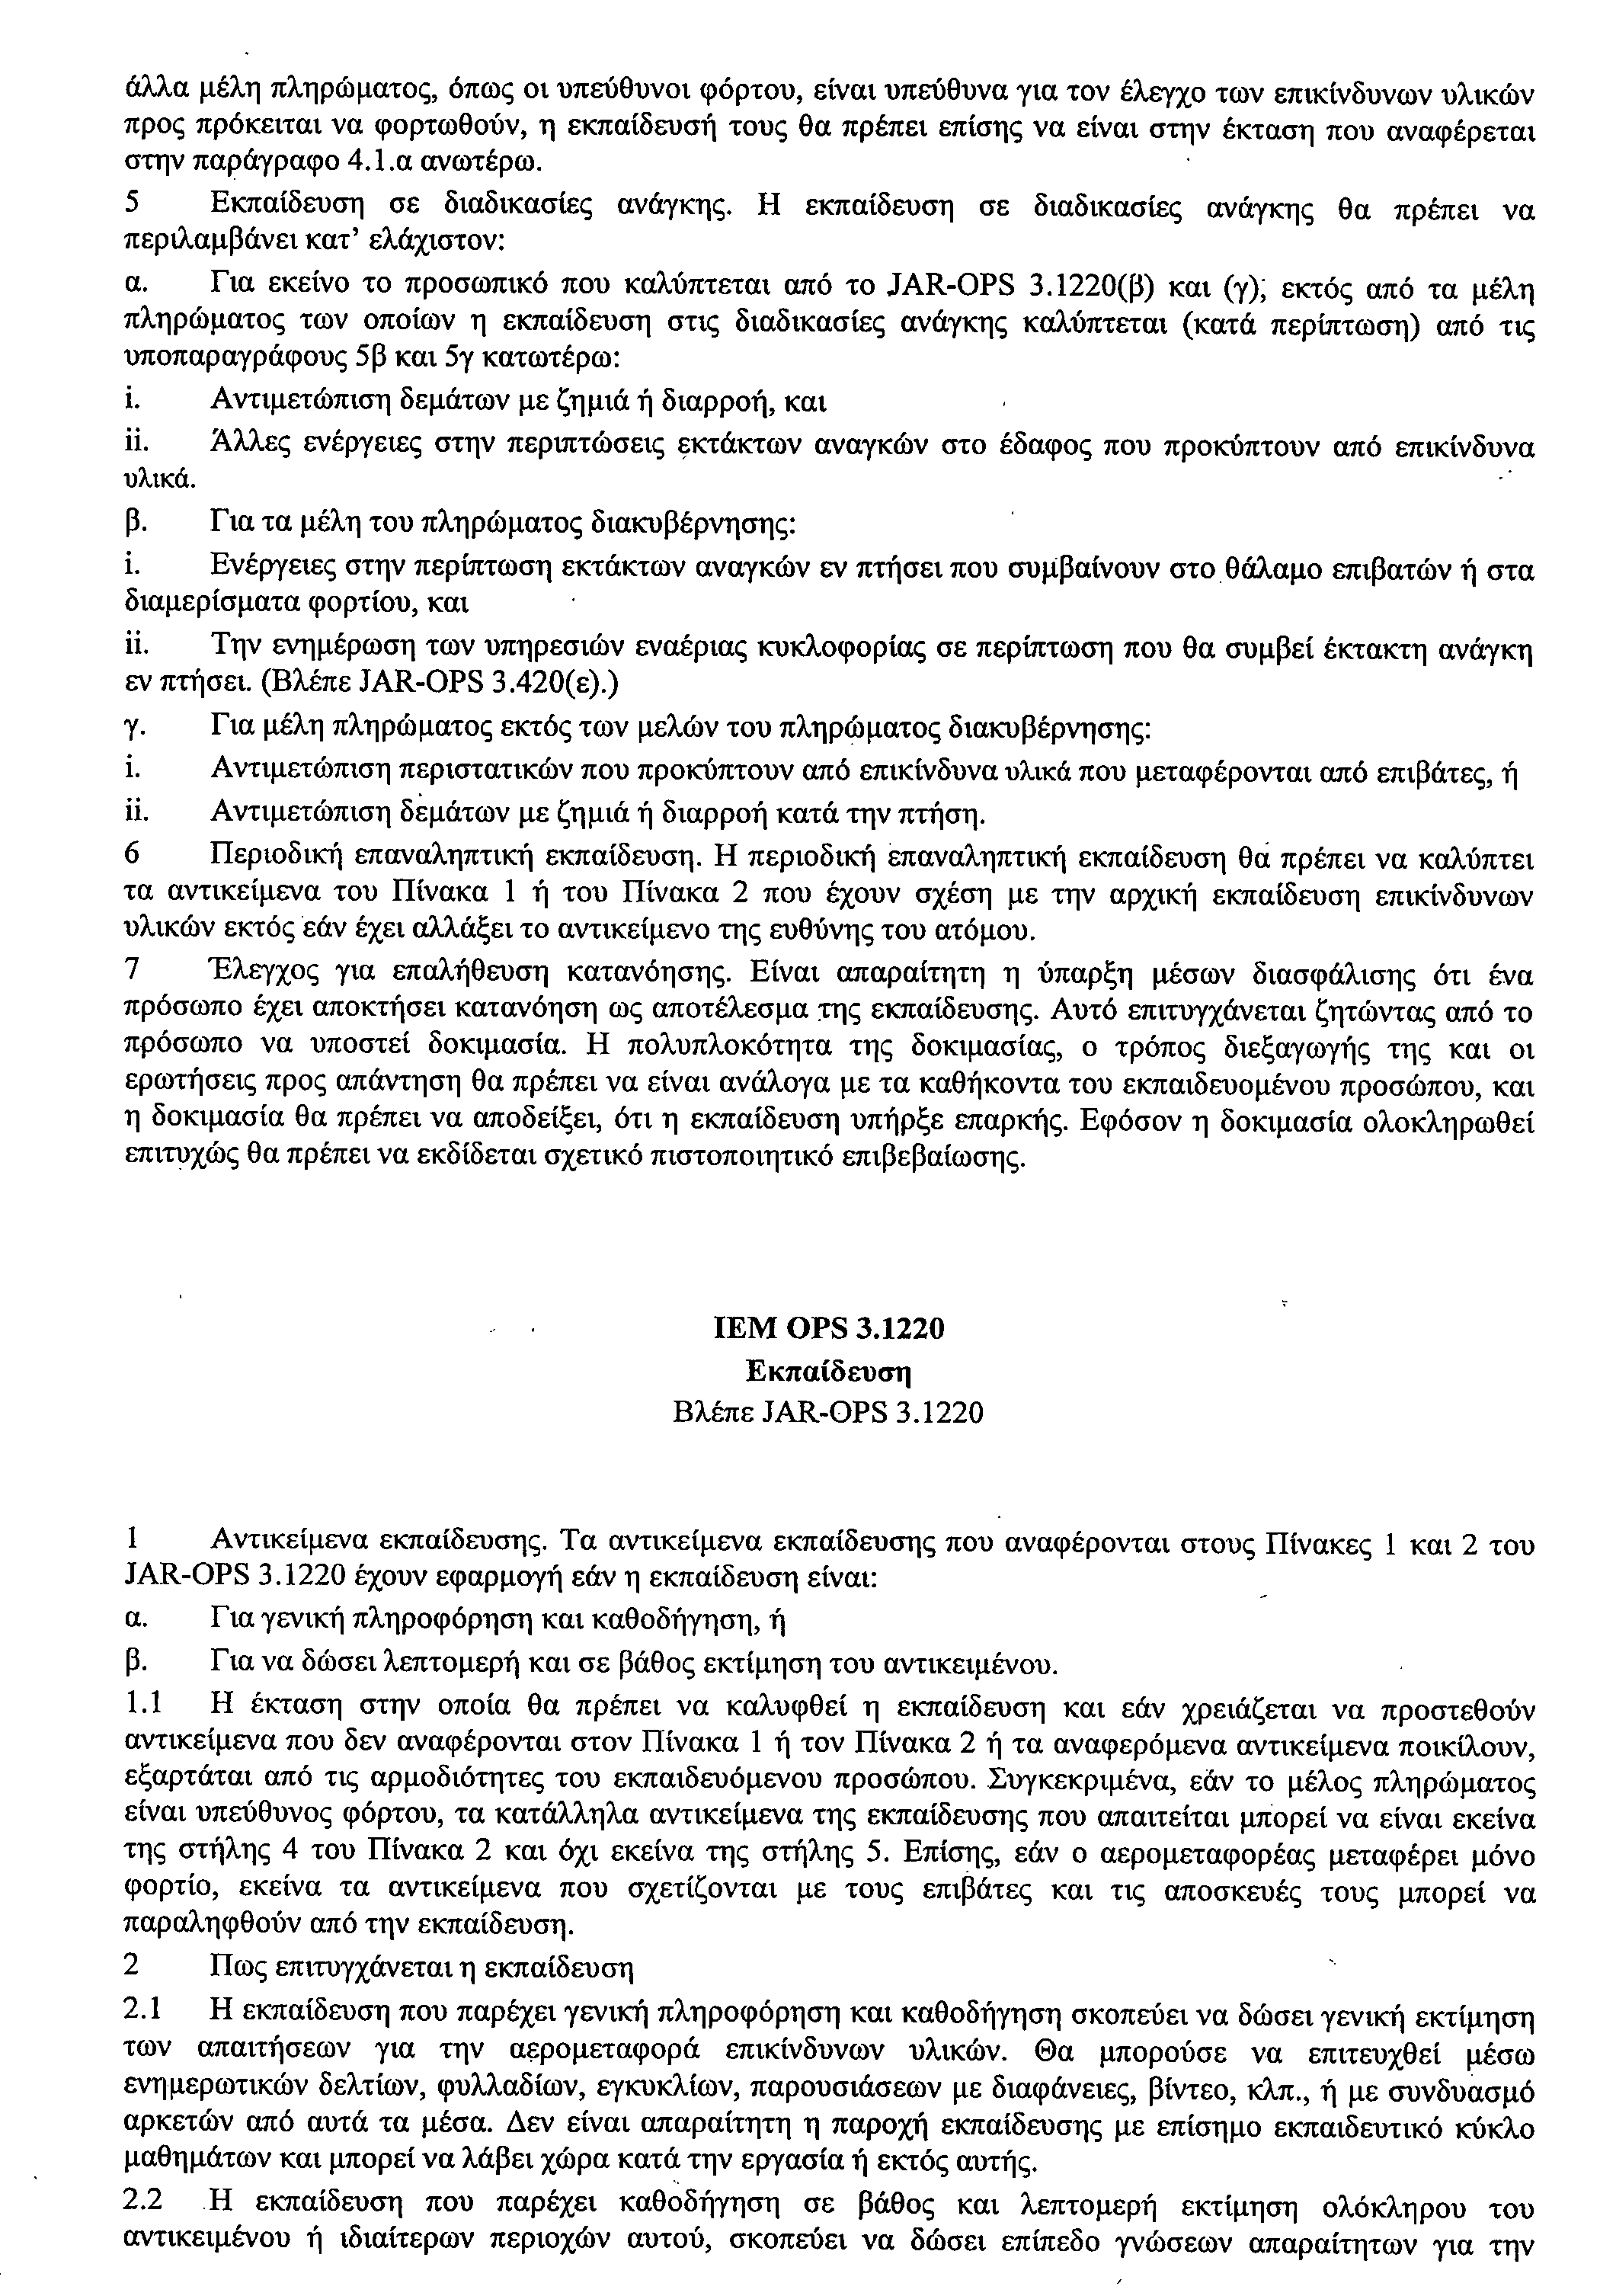 άλλα μέλη πληρώματος, όπως οι υπεύθυνοι φόρτου, είναι υπεύθυνα για τον έλεγχο των επικίνδυνων υλικών
προς πρόκειται να φορτωθούν, η εκπαίδευσή τους θα πρέπει επίσης να είναι στην έκταση που αναφέρεται
στην παράγραφο 4.1.α ανωτέρω.
5 Εκπαίδευση σε διαδικασίες ανάγκης. Η εκπαίδευση σε διαδικασίες ανάγκης θα πρέπει να
περιλαμβάνει κατ’ ελάχιστον:
α. Για εκείνο το προσωπικό που καλύπτεται από το JAR-OPS 3.1220(β) και (γ), εκτός από τα μέλη
πληρώματος των οποίων η εκπαίδευση στις διαδικασίες ανάγκης καλύπτεται (κατά περίπτωση) από τις
υποπαραγράφους 5β και 5γ κατωτέρω:
i. Αντιμετώπιση δεμάτων με ζημιά ή διαρροή, και
ii. Άλλες ενέργειες στην περιπτώσεις εκτάκτων αναγκών στο έδαφος που προκύπτουν από επικίνδυνα
υλικά.
β. Για τα μέλη του πληρώματος διακυβέρνησης:
i. Ενέργειες στην περίπτωση εκτάκτων αναγκών εν πτήσει που συμβαίνουν στο θάλαμο επιβατών ή στα
διαμερίσματα φορτίου, και
ii. Την ενημέρωση των υπηρεσιών εναέριας κυκλοφορίας σε περίπτωση που θα συμβεί έκτακτη ανάγκη
εν πτήσει. (Βλέπε JAR-OPS 3.420(ε).)
γ. Για μέλη πληρώματος εκτός των μελών του πληρώματος διακυβέρνησης:
i. Αντιμετώπιση περιστατικών που προκύπτουν από επικίνδυνα υλικά που μεταφέρονται από επιβάτες, ή
ii. Αντιμετώπιση δεμάτων με ζημιά ή διαρροή κατά την πτήση.
6 Περιοδική επαναληπτική εκπαίδευση. Η περιοδική επαναληπτική εκπαίδευση θα πρέπει να καλύπτει
τα αντικείμενα του Πίνακα 1 ή του Πίνακα 2 που έχουν σχέση με την αρχική εκπαίδευση επικίνδυνων
υλικών εκτός εάν έχει αλλάξει το αντικείμενο της ευθύνης του ατόμου.
7 Έλεγχος για επαλήθευση κατανόησης. Είναι απαραίτητη η ύπαρξη μέσων διασφάλισης ότι ένα
πρόσωπο έχει αποκτήσει κατανόηση ως αποτέλεσμα της εκπαίδευσης. Αυτό επιτυγχάνεται ζητώντας από το
πρόσωπο να υποστεί δοκιμασία. Η πολυπλοκότητα της δοκιμασίας, ο τρόπος διεξαγωγής της και οι
ερωτήσεις προς απάντηση θα πρέπει να είναι ανάλογα με τα καθήκοντα του εκπαιδευομένου προσώπου, και
η δοκιμασία θα πρέπει να αποδείξει, ότι η εκπαίδευση υπήρξε επαρκής. Εφόσον η δοκιμασία ολοκληρωθεί
επιτυχώς θα πρέπει να εκδίδεται σχετικό πιστοποιητικό επιβεβαίωσης.
IEM OPS 3.1220
Εκπαίδευση
Βλέπε JAR-OPS 3.1220
1 Αντικείμενα εκπαίδευσης. Τα αντικείμενα εκπαίδευσης που αναφέρονται στους Πίνακες 1 και 2 του
JAR-OPS 3.1220 έχουν εφαρμογή εάν η εκπαίδευση είναι:
α. Για γενική πληροφόρηση και καθοδήγηση, ή
β. Για να δώσει λεπτομερή και σε βάθος εκτίμηση του αντικειμένου.
1.1 Η έκταση στην οποία θα πρέπει να καλυφθεί η εκπαίδευση και εάν χρειάζεται να προστεθούν
αντικείμενα που δεν αναφέρονται στον Πίνακα 1 ή τον Πίνακα 2 ή τα αναφερόμενα αντικείμενα ποικίλουν,
εξαρτάται από τις αρμοδιότητες του εκπαιδευόμενου προσώπου. Συγκεκριμένα, εάν το μέλος πληρώματος
είναι υπεύθυνος φόρτου, τα κατάλληλα αντικείμενα της εκπαίδευσης που απαιτείται μπορεί να είναι εκείνα
της στήλης 4 του Πίνακα 2 και όχι εκείνα της στήλης 5. Επίσης, εάν ο αερομεταφορέας μεταφέρει μόνο
φορτίο, εκείνα τα αντικείμενα που σχετίζονται με τους επιβάτες και τις αποσκευές τους μπορεί να
παραληφθούν από την εκπαίδευση.
2 Πως επιτυγχάνεται η εκπαίδευση
2.1 Η εκπαίδευση που παρέχει γενική πληροφόρηση και καθοδήγηση σκοπεύει να δώσει γενική εκτίμηση
των απαιτήσεων για την αερομεταφορά επικίνδυνων υλικών. Θα μπορούσε να επιτευχθεί μέσω
ενημερωτικών δελτίων, φυλλαδίων, εγκυκλίων, παρουσιάσεων με διαφάνειες, βίντεο, κλπ., ή με συνδυασμό
αρκετών από αυτά τα μέσα. Δεν είναι απαραίτητη η παροχή εκπαίδευσης με επίσημο εκπαιδευτικό κύκλο
μαθημάτων και μπορεί να λάβει χώρα κατά την εργασία ή εκτός αυτής.
2.2 Η εκπαίδευση που παρέχει καθοδήγηση σε βάθος και λεπτομερή εκτίμηση ολόκληρου του
αντικειμένου ή ιδιαίτερων περιοχών αυτού, σκοπεύει να δώσει επίπεδο γνώσεων απαραίτητων για την